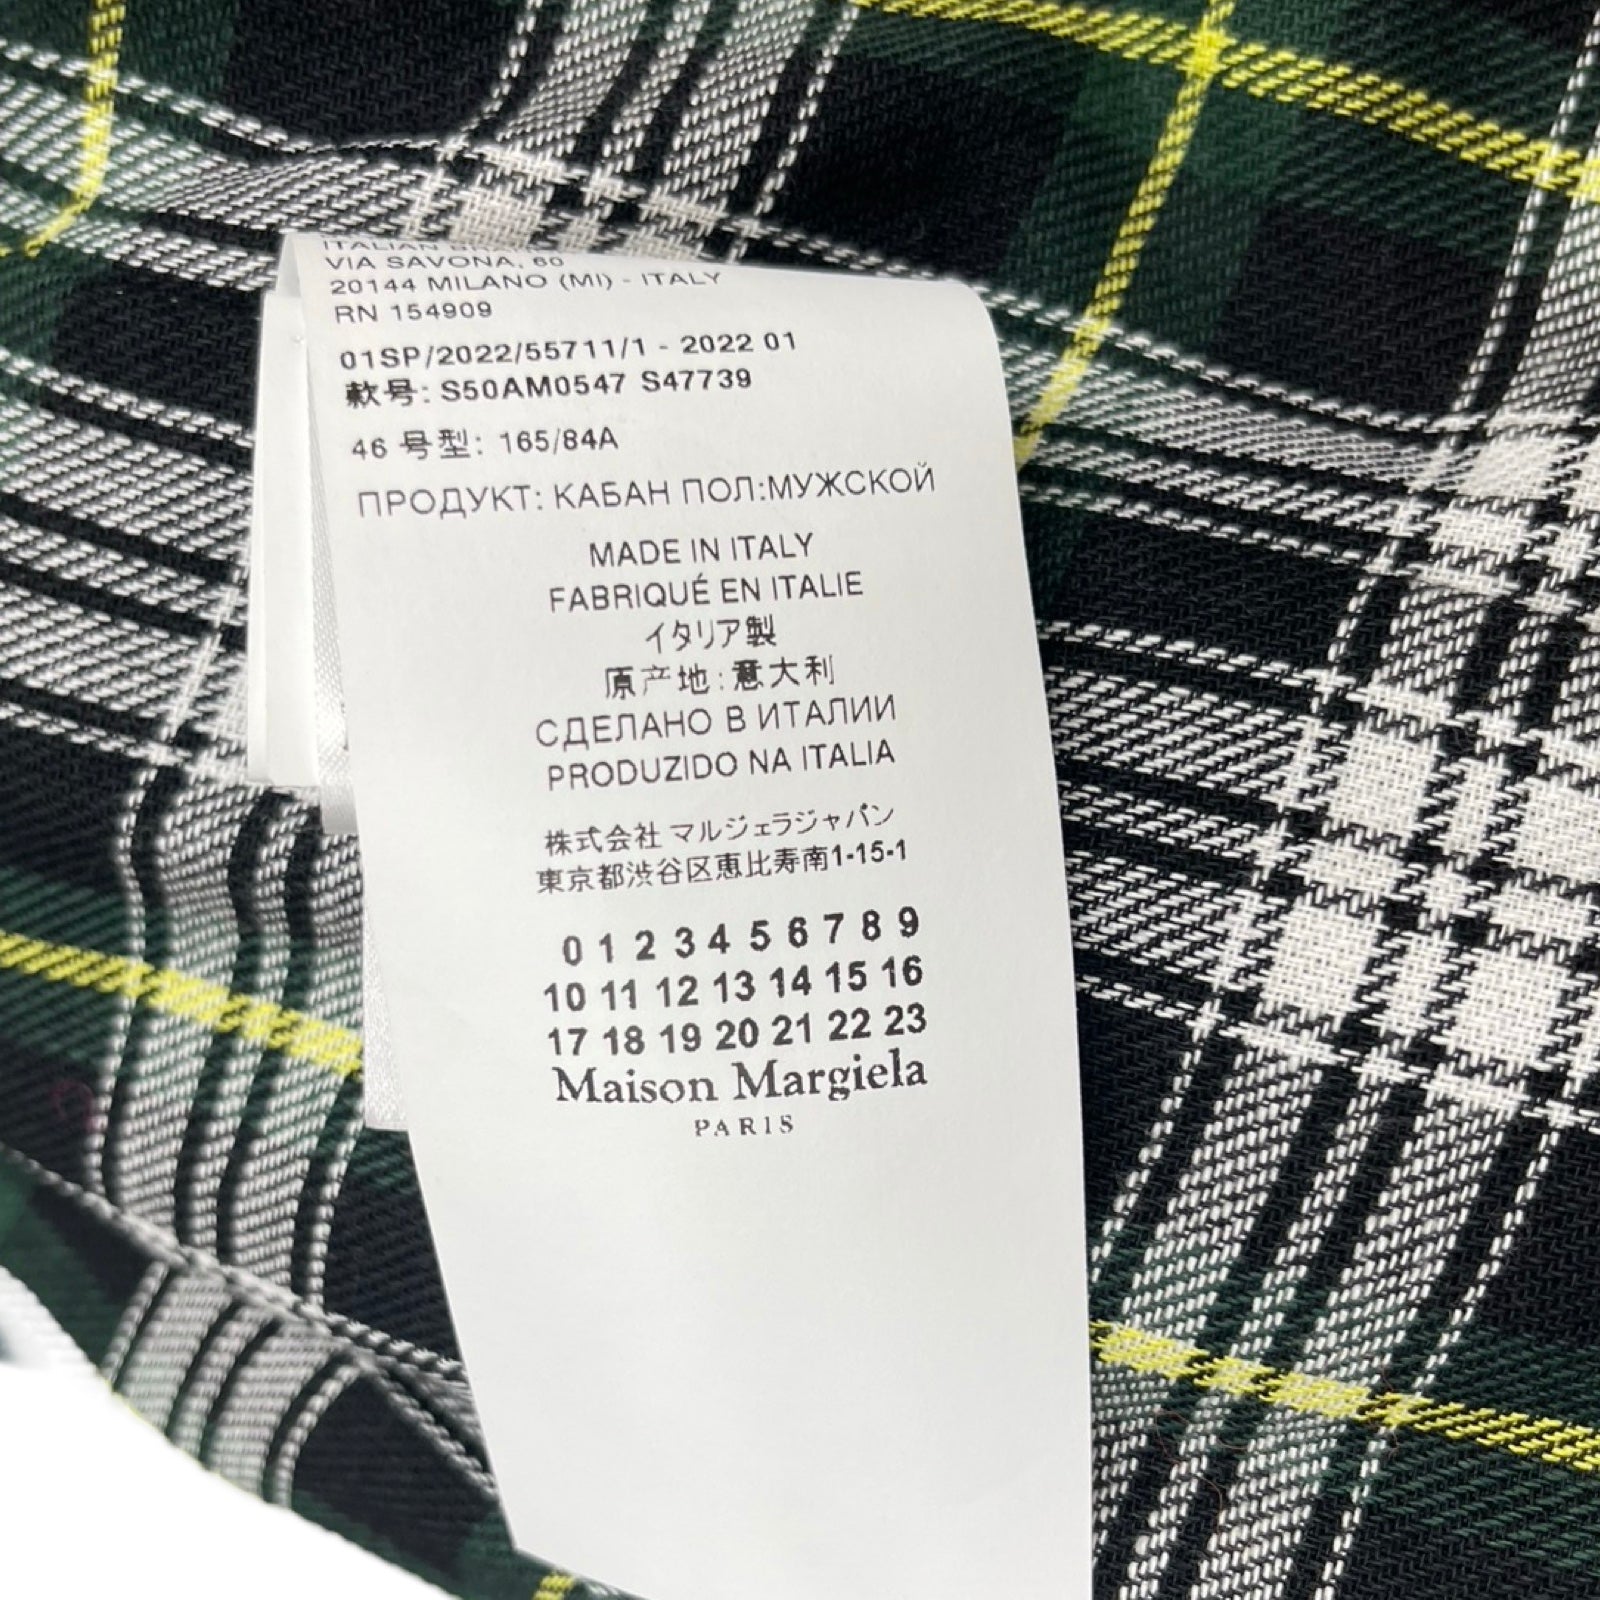 ITALIAN
VIA SAVONA, 60
20144 MILANO (MI) - ITALY
RN 154909
01SP/2022/55711/1 - 2022 01
款号: S50AM0547 S47739
46 号型: 165/84A
ПРОДУКТ: КАБАН ПОЛ:МУЖСКОЙ
MADE IN ITALY
FABRIQUÉ EN ITALIE
イタリア製
原产地:意大利
СДЕЛАНО В ИТАЛИИ
PRODUZIDO NA ITALIA
株式会社 マルジェラジャパン
東京都渋谷区恵比寿南1-15-1
0 1 2 3 4 5 6 7 8 9
10 11 12 13 14 15 16
17 18 19 20 21 22 23
Maison Margiela
PARIS